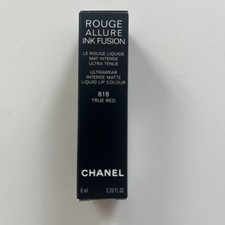 ROUGE
ALLURE
INK FUSION
LE ROUGE LIQUIDE
MAT INTENSE
ULTRA TENUE
ULTRAWEAR
INTENSE MATTE
LIQUID LIP COLOUR
818
TRUE RED
CHANEL
6 ml 0.20 FL. OZ.